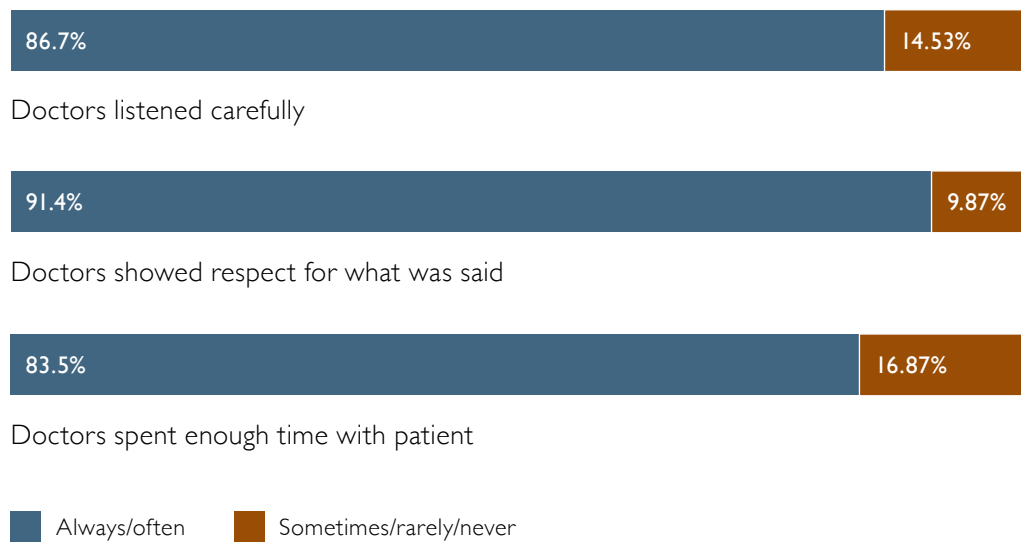 86.7% 14.53%
Doctors listened carefully
91.4% 9.87%
Doctors showed respect for what was said
83.5% 16.87%
Doctors spent enough time with patient
Always/often Sometimes/rarely/never